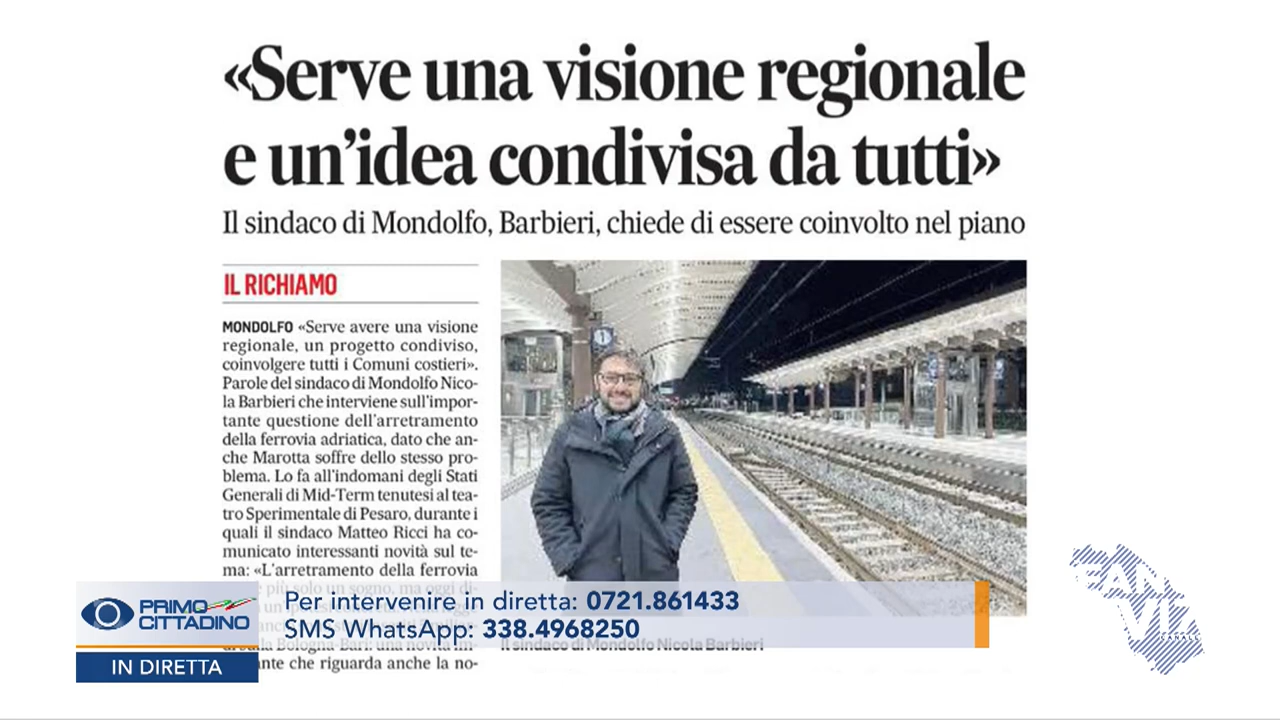 «Serve una visione regionale
e un'idea condivisa da tutti»
Il sindaco di Mondolfo, Barbieri, chiede di essere coinvolto nel piano
IL RICHIAMO
MONDOLFO «Serve avere una visione
regionale, un progetto condiviso,
coinvolgere tutti i Comuni costieri».
Parole del sindaco di Mondolfo Nico-
la Barbieri che interviene sull'impor-
tante questione dell'arretramento
della ferrovia adriatica, dato che an-
che Marotta soffre dello stesso pro-
blema. Lo fa all'indomani degli Stati
Generali di Mid-Term tenutesi al tea-
tro Sperimentale di Pesaro, durante i
quali il sindaco Matteo Ricci ha co-
municato interessanti novità sul te-
ma: «L'arretramento della ferrovia
più solo un sogno, ma oggi di-
Bologna-Bari: una novità im-
ante che riguarda anche la no-
1
Il sindaco di Mondolfo Nicola Barbieri
PRIMO
CITTADINO
IN DIRETTA
Per intervenire in diretta: 0721.861433
SMS WhatsApp: 338.4968250
FANO
TV